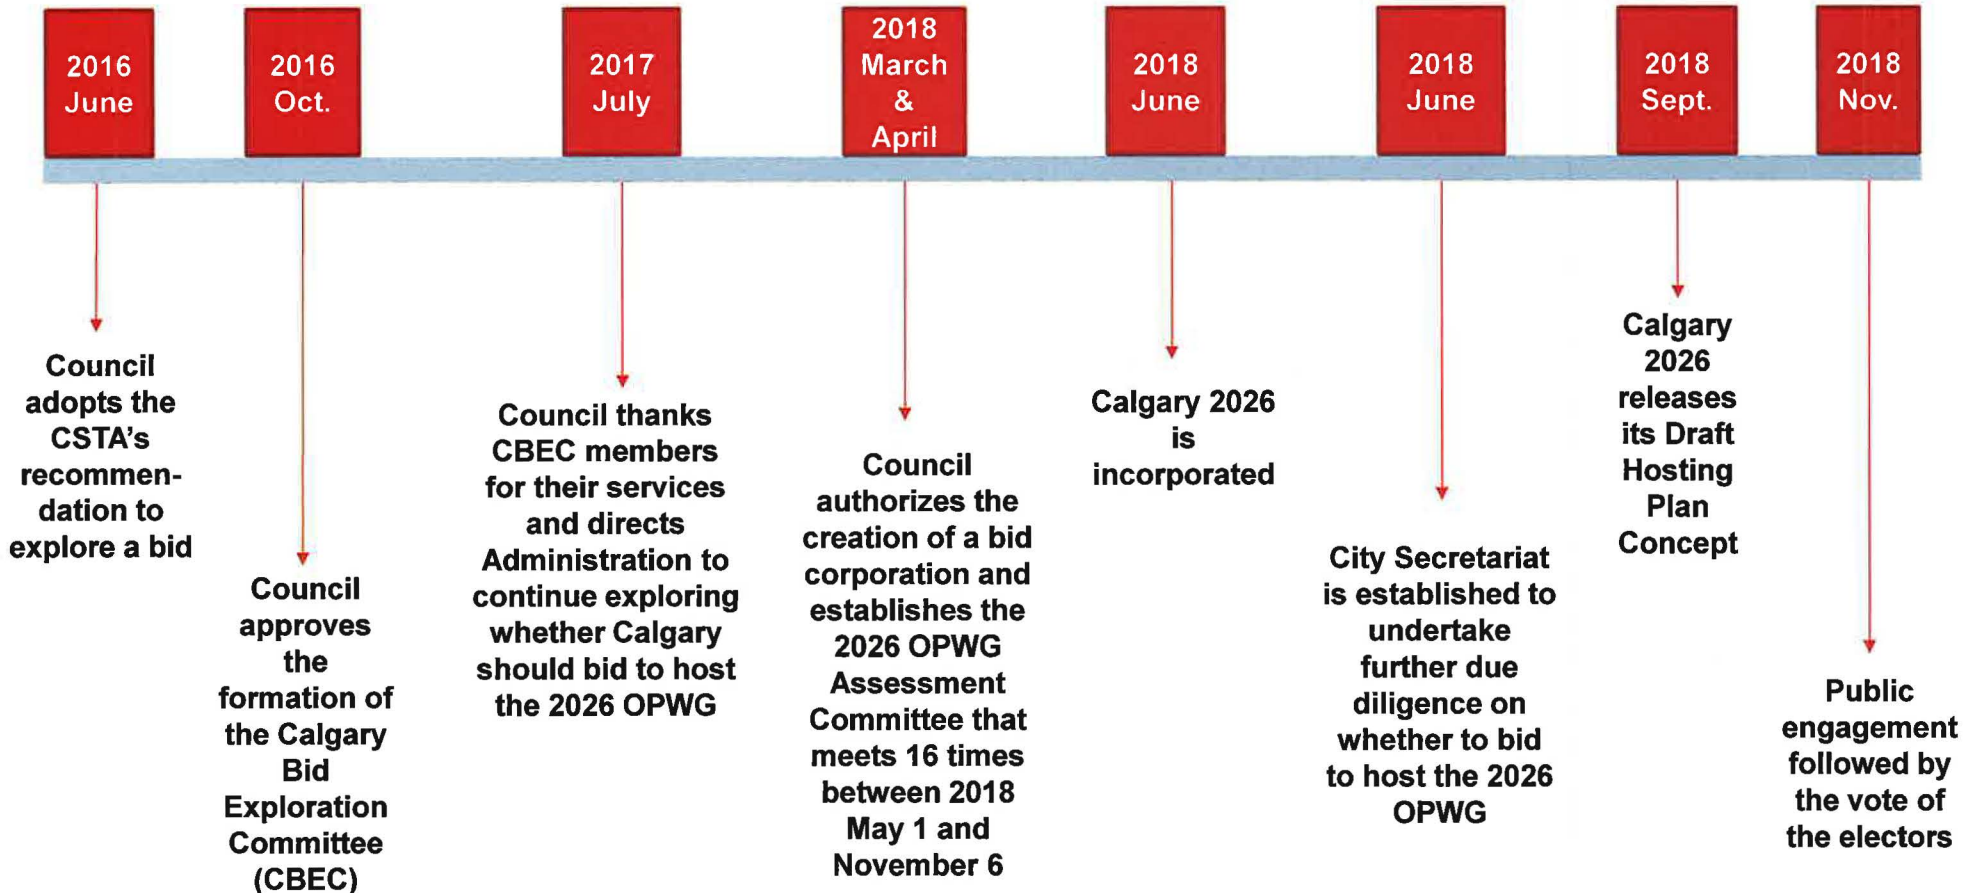 2016
June
2016
Oct.
2017
July
2018
March
&
April
2018
June
2018
June
2018
Sept.
2018
Nov.
Council
adopts the
CSTA's
recommen-
dation to
explore a bid
Council
approves
the
formation of
the Calgary
Bid
Exploration
Committee
(CBEC)
Council thanks
CBEC members
for their services
and directs
Administration to
continue exploring
whether Calgary
should bid to host
the 2026 OPWG
Council
authorizes the
creation of a bid
corporation and
establishes the
2026 OPWG
Assessment
Committee that
meets 16 times
between 2018
May 1 and
November 6
Calgary 2026
is
incorporated
City Secretariat
is established to
undertake
further due
diligence on
whether to bid
to host the 2026
OPWG
Calgary
2026
releases
its Draft
Hosting
Plan
Concept
Public
engagement
followed by
the vote of
the electors